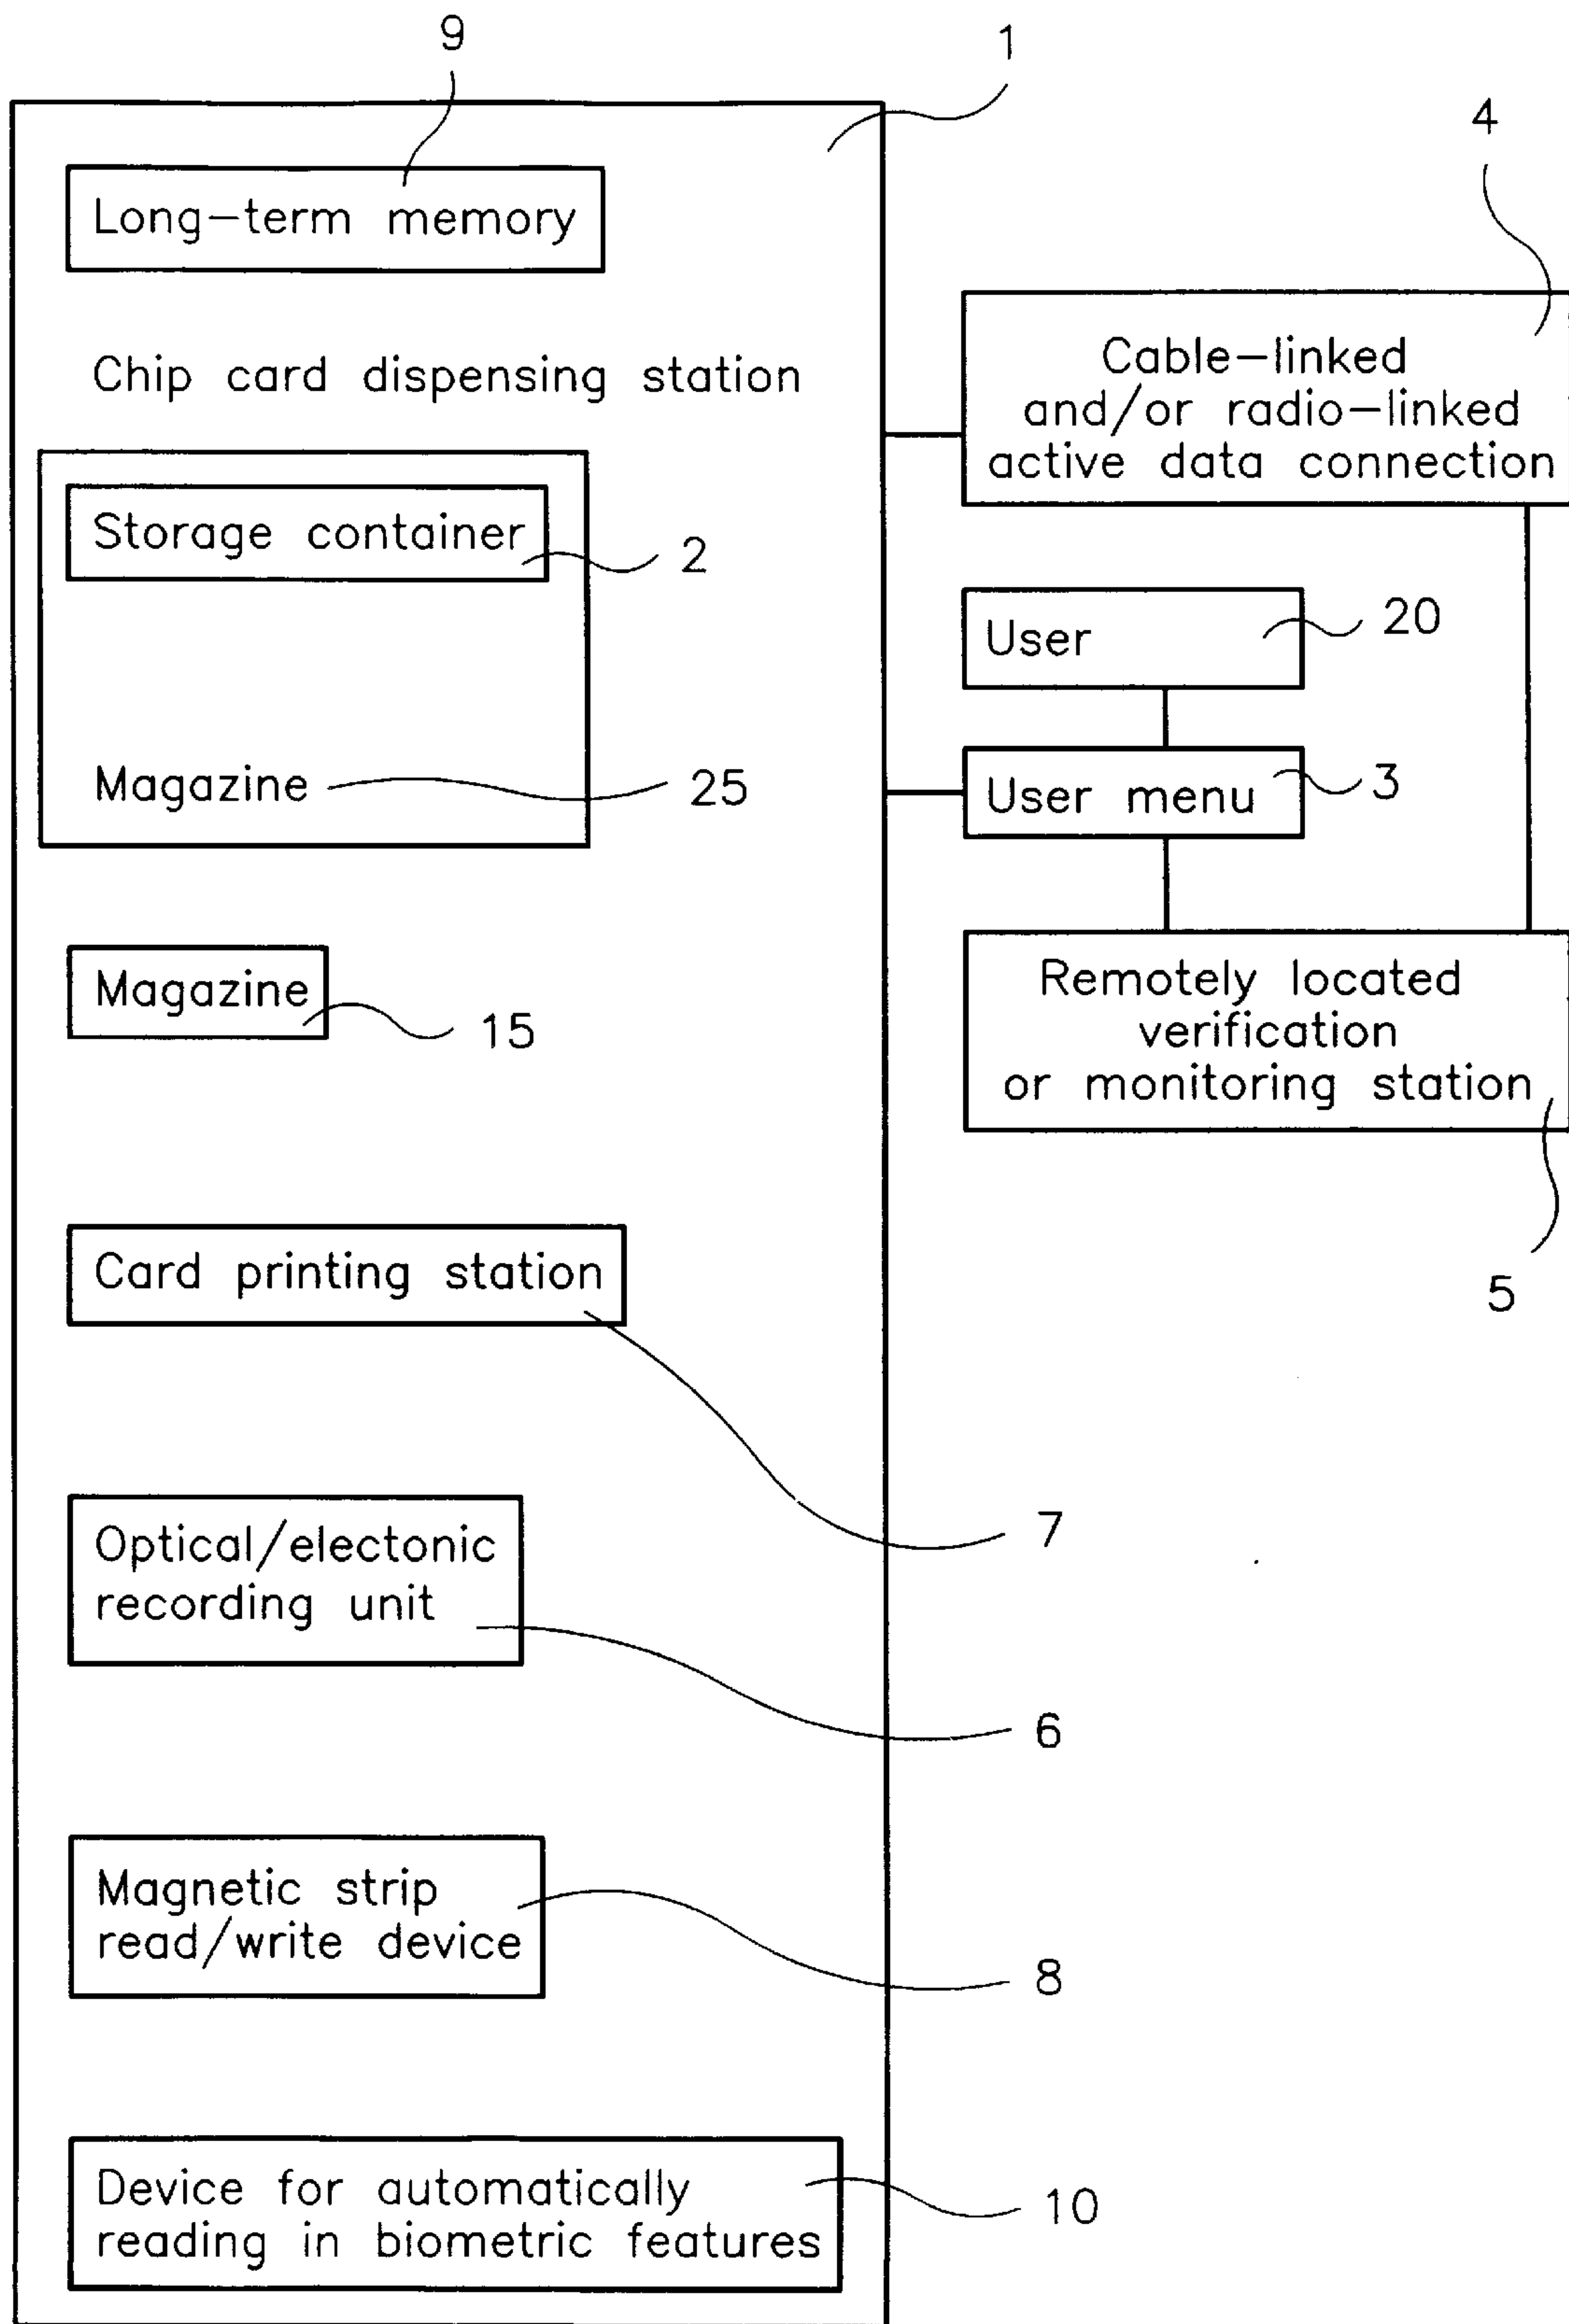 9
1
4
Long-term memory
Chip card dispensing station
Cable-linked
and/or radio-linked
active data connection
Storage container
2
User
20
Magazine
25
User menu
3
Magazine
15
Remotely located
verification
or monitoring station
5
Card printing station
7
Optical/electonic
recording unit
6
Magnetic strip
read/write device
8
Device for automatically
reading in biometric features
10